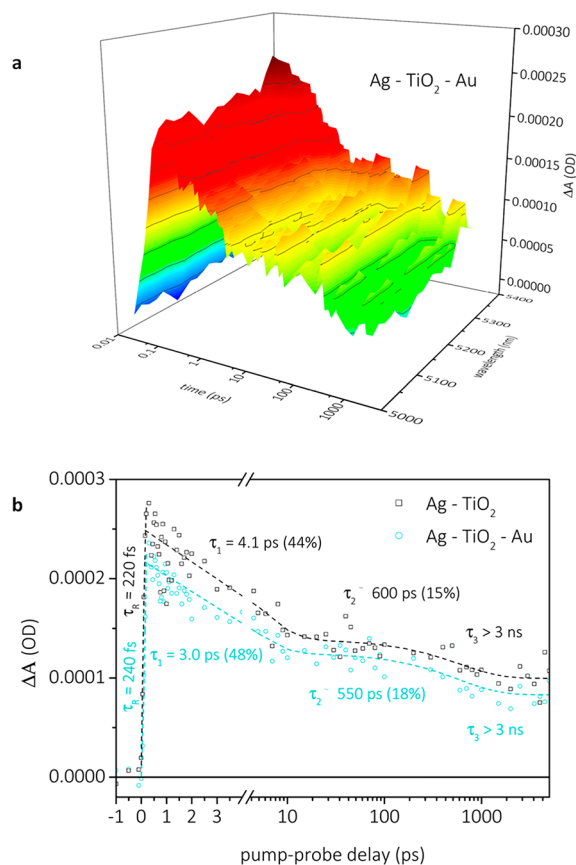 a
Ag - TiO2 - Au
0.00030
0.00025
0.00020
0.00015
0.00010
0.00005
0.00000
ΔA (OD)
5400
5300
5200
5100
5000
Wavelength (nm)
0.01
0.1
1
10
100
1000
time (ps)
b
0.0003
0.0002
0.0001
0.0000
ΔA (OD)
Ag - TiO2
Ag - TiO2 - Au
τR = 220 fs
τR = 240 fs
τ1 = 4.1 ps (44%)
τ1 = 3.0 ps (48%)
τ2 ~ 600 ps (15%)
τ2 ~ 550 ps (18%)
τ3 > 3 ns
τ3 > 3 ns
-1 0 1 2 3 10 100 1000
pump-probe delay (ps)